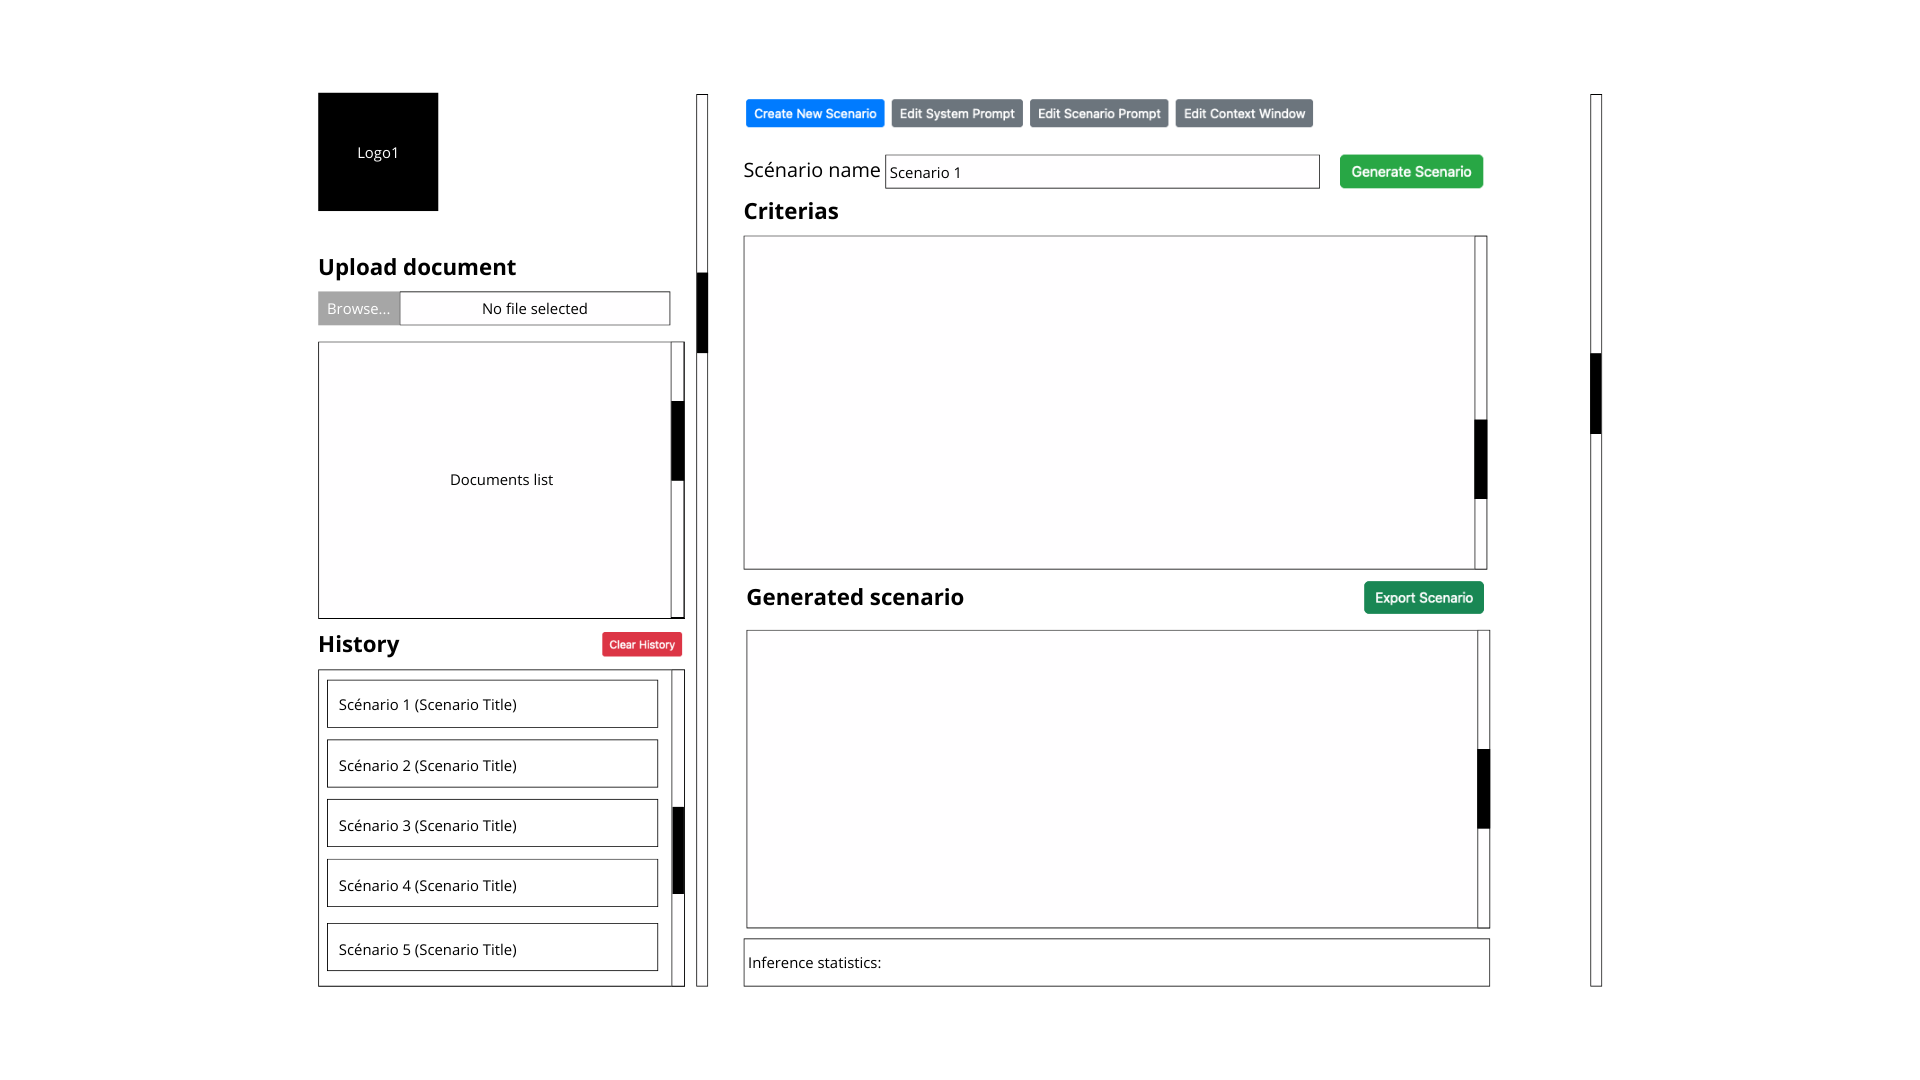 Logo1
Upload document
Browse...
No file selected
Documents list
History
Clear History
Scénario 1 (Scenario Title)
Scénario 2 (Scenario Title)
Scénario 3 (Scenario Title)
Scénario 4 (Scenario Title)
Scénario 5 (Scenario Title)
Create New Scenario
Edit System Prompt
Edit Scenario Prompt
Edit Context Window
Scénario name
Scenario 1
Generate Scenario
Criterias
Generated scenario
Export Scenario
Inference statistics: